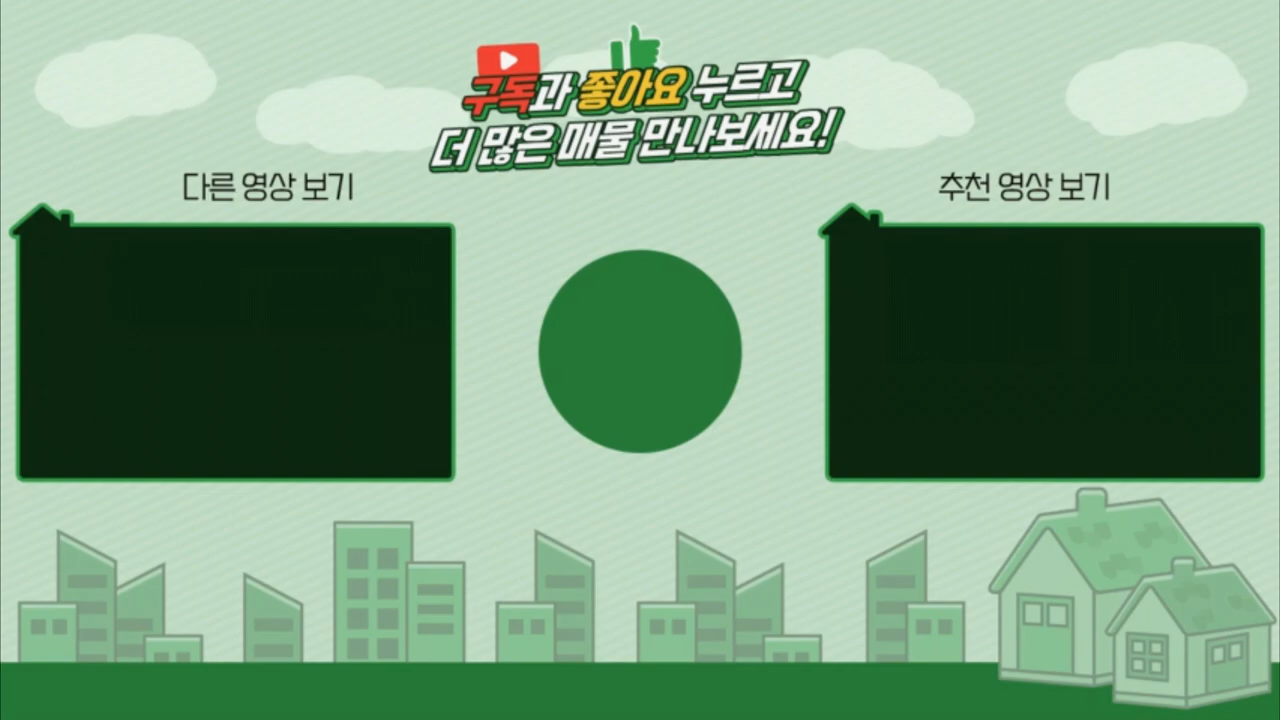 구독과 좋아요 누르고
더 많은 매물 만나보세요!
다른 영상 보기
추천 영상 보기